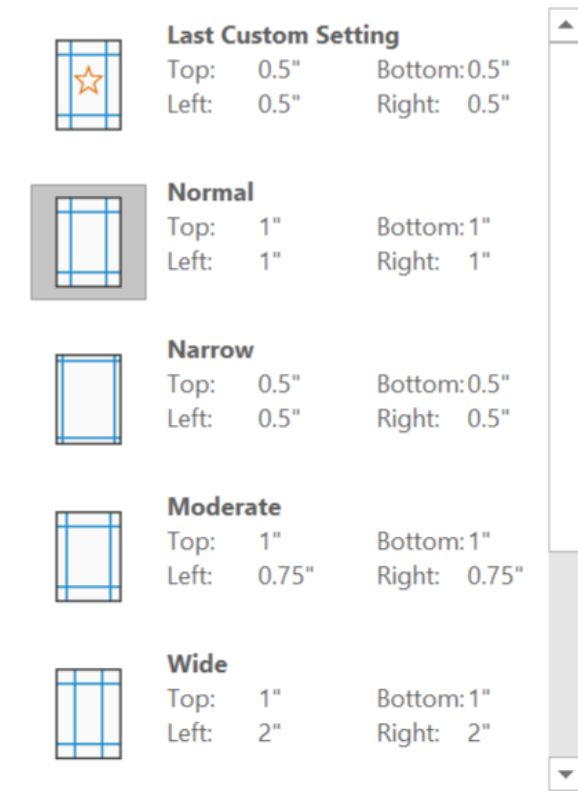 Last Custom Setting
Top: 0.5" Bottom: 0.5"
Left: 0.5" Right: 0.5"
Normal
Top: 1" Bottom: 1"
Left: 1" Right: 1"
Narrow
Top: 0.5" Bottom: 0.5"
Left: 0.5" Right: 0.5"
Moderate
Top: 1" Bottom: 1"
Left: 0.75" Right: 0.75"
Wide
Top: 1" Bottom: 1"
Left: 2" Right: 2"